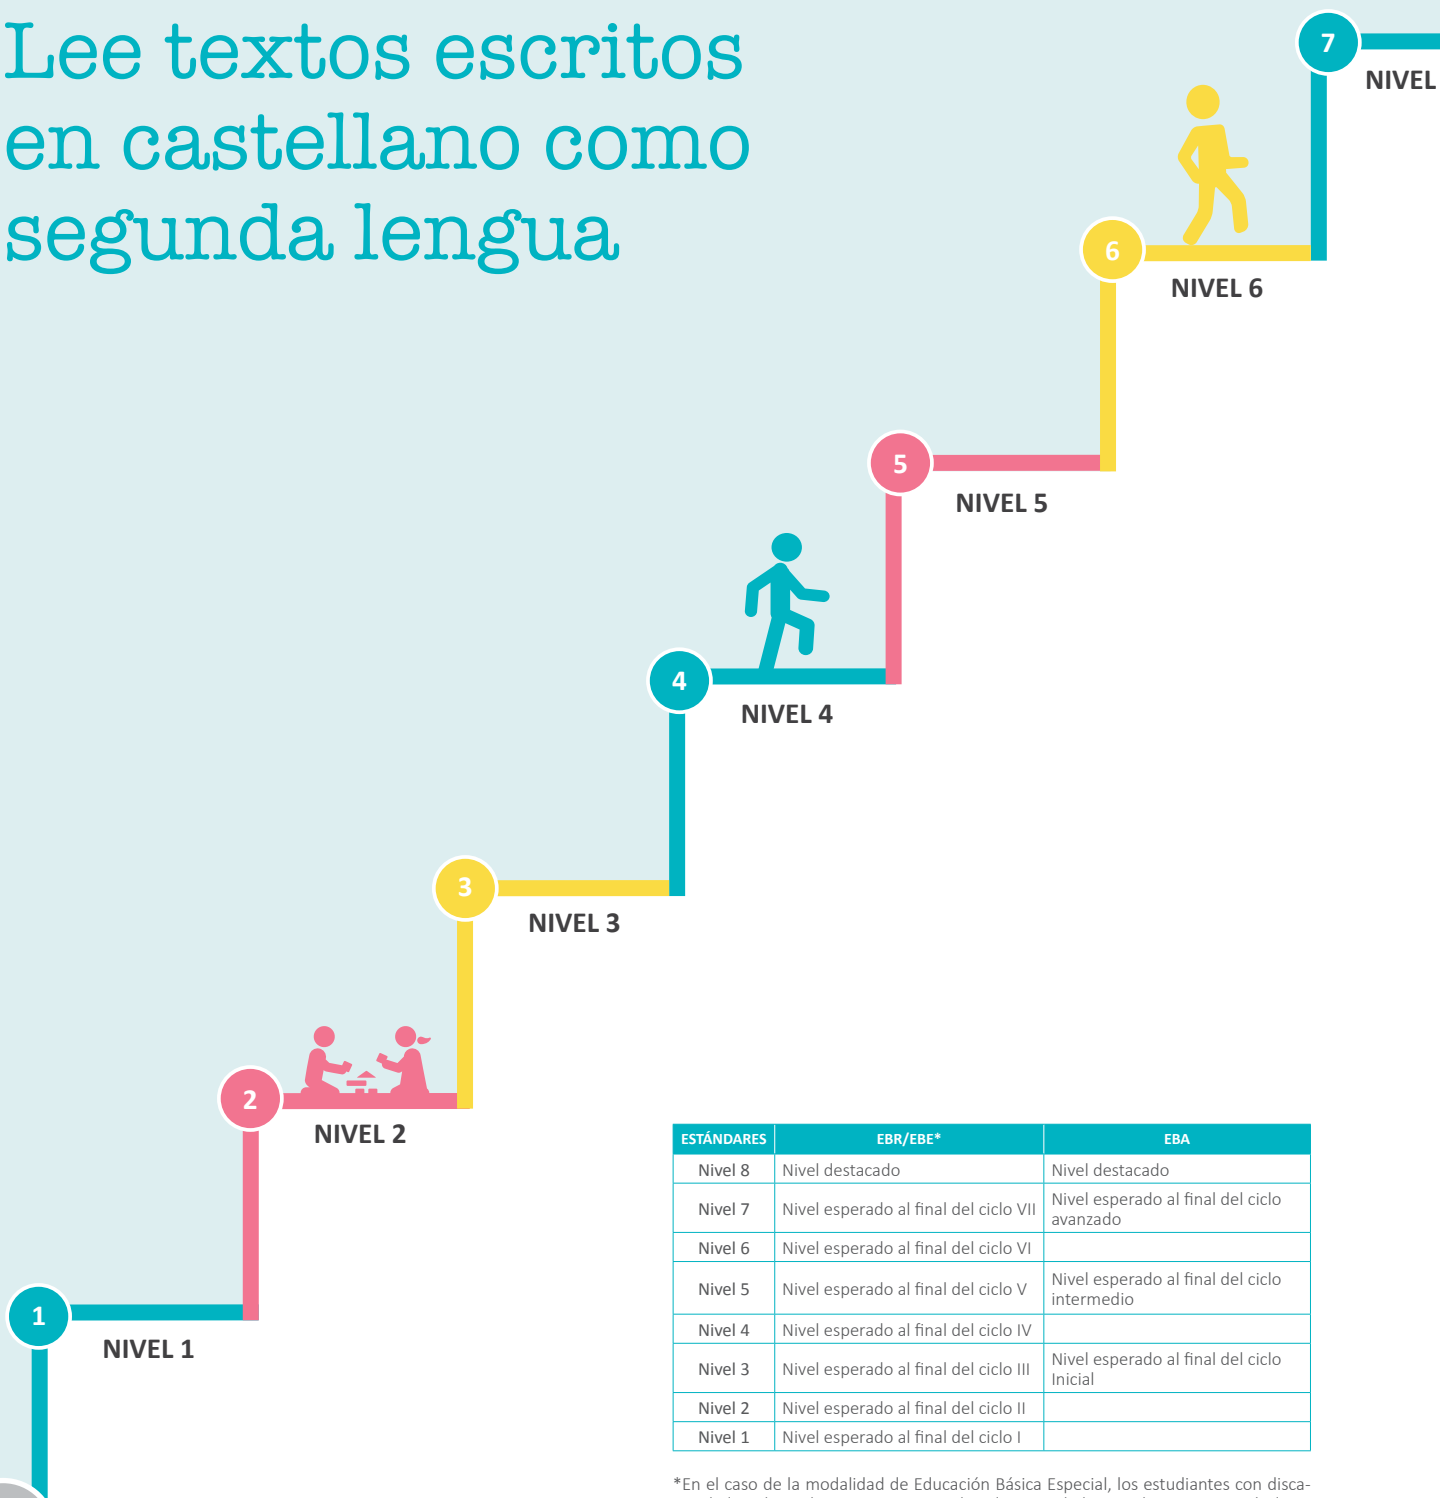 Lee textos escritos
en castellano como
segunda lengua
7
NIVEL
6
NIVEL 6
5
NIVEL 5
4
NIVEL 4
3
NIVEL 3
2
NIVEL 2
1
NIVEL 1
ESTÁNDARES EBR/EBE* EBA
Nivel 8 Nivel destacado Nivel destacado
Nivel 7 Nivel esperado al final del ciclo VII Nivel esperado al final del ciclo
avanzado
Nivel 6 Nivel esperado al final del ciclo VI
Nivel 5 Nivel esperado al final del ciclo V Nivel esperado al final del ciclo
intermedio
Nivel 4 Nivel esperado al final del ciclo IV
Nivel 3 Nivel esperado al final del ciclo III Nivel esperado al final del ciclo
Inicial
Nivel 2 Nivel esperado al final del ciclo II
Nivel 1 Nivel esperado al final del ciclo I
*En el caso de la modalidad de Educación Básica Especial, los estudiantes con disca-